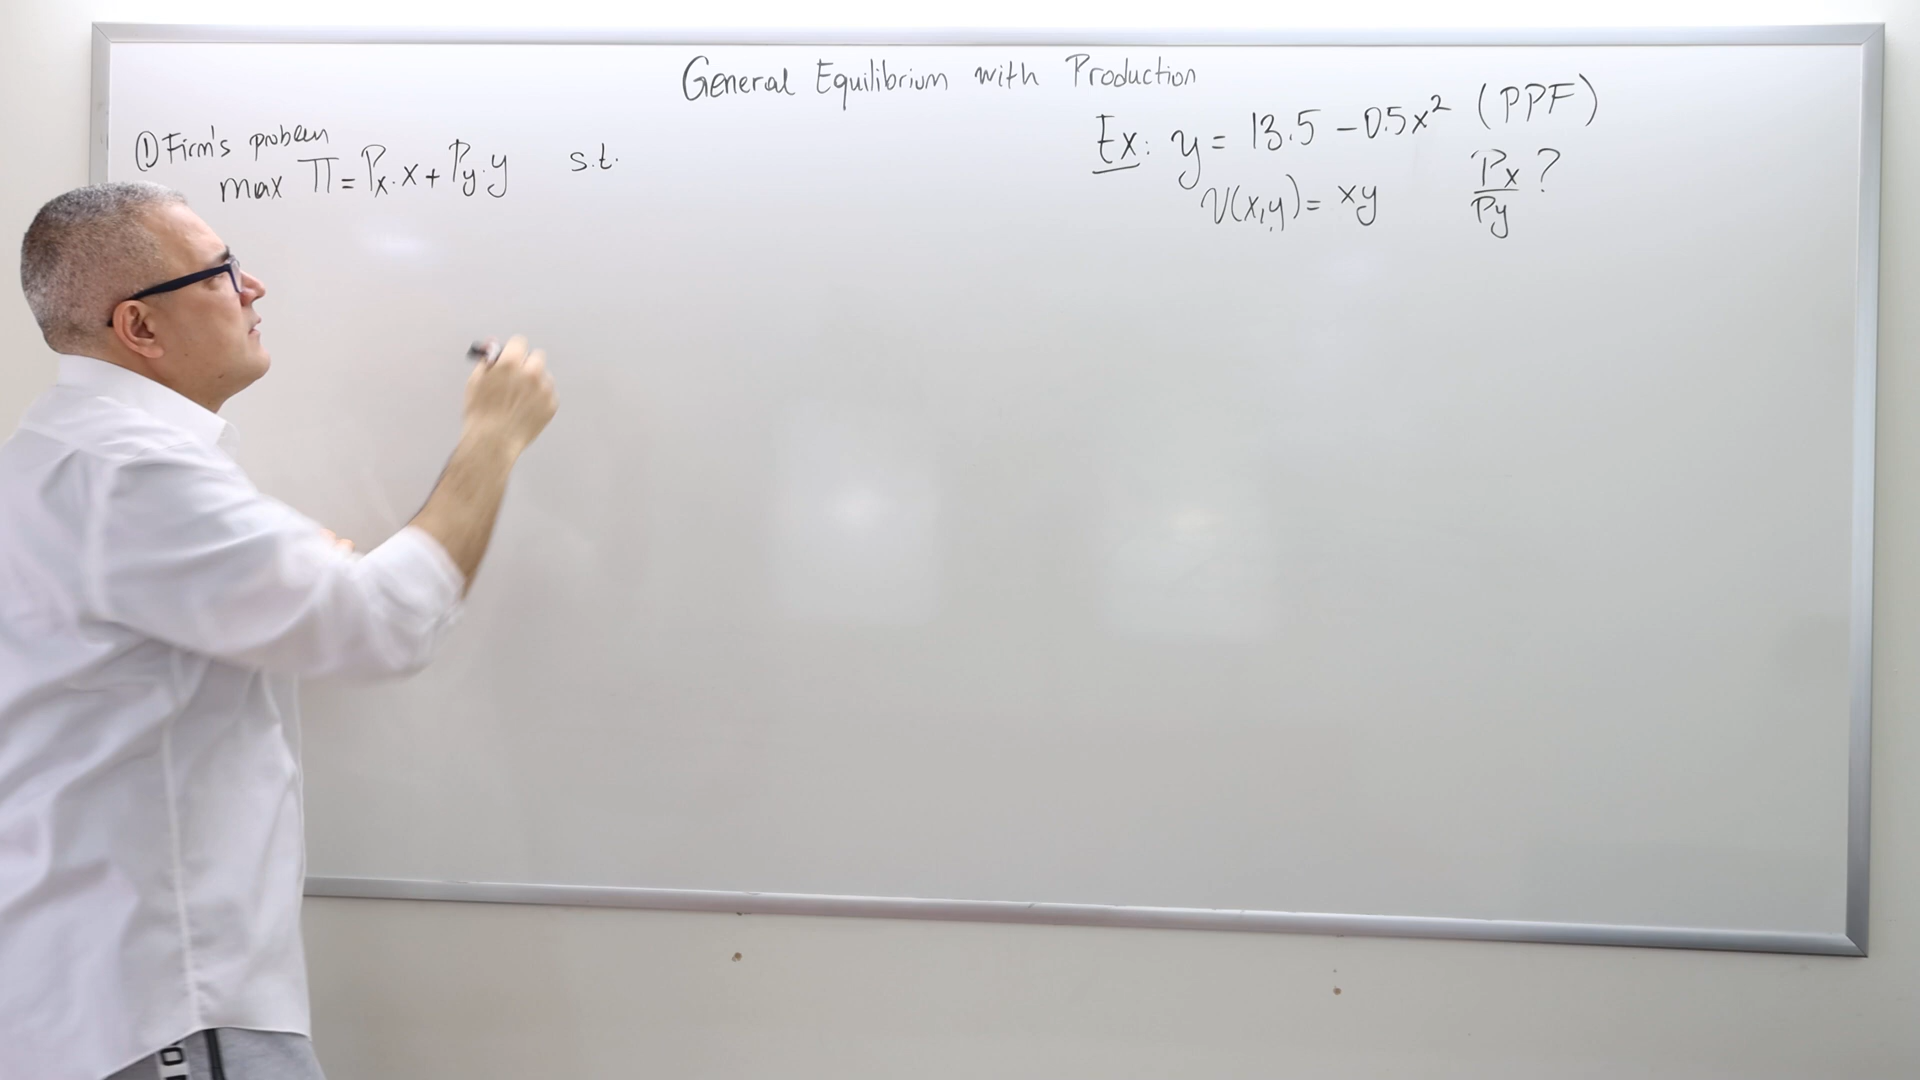 General Equilibrium with Production
① Firm's problem
max Π = Px.x + Py.y s.t.
Ex: y = 13.5 - 0.5x² (PPF)
U(x,y) = xy Px/Py ?